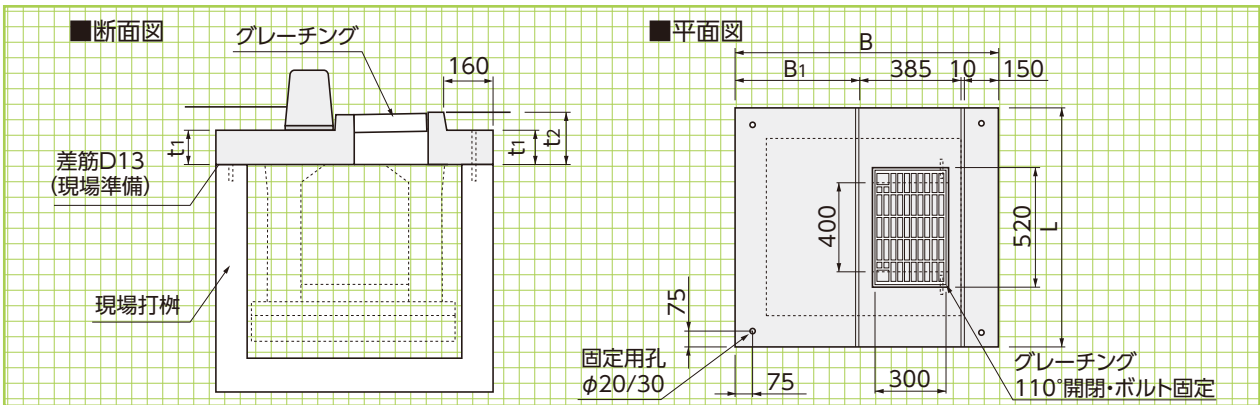 ■断面図
グレーチング
160
t1
t1
t2
差筋D13
(現場準備)
現場打桝
■平面図
B
B1
385
10
150
400
520
L
75
固定用孔
φ20/30
75
300
グレーチング
110°開閉・ボルト固定